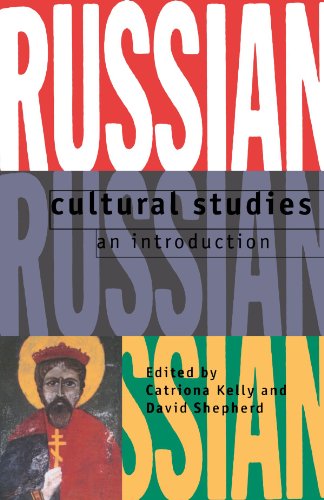 RUSSIAN
RUSSIAN
cultural studies
an introduction
SSIAN
Edited by
Catriona Kelly and
David Shepherd